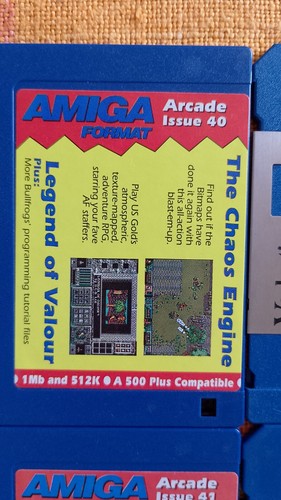 AMIGA
FORMAT
Arcade
Issue 40
The Chaos Engine
Find out if the
Bitmaps have
done it again with
this all-action
blast-em-up.
Play US Golds
atmospheric,
texture-mapped,
adventure RPG,
starring your fave
AF staffers.
Legend of Valour
Plus:
More Bullfrogs' programming tutorial files
1Mb and 512K ● A 500 Plus Compatible
AMIGA
Arcade
Issue 41